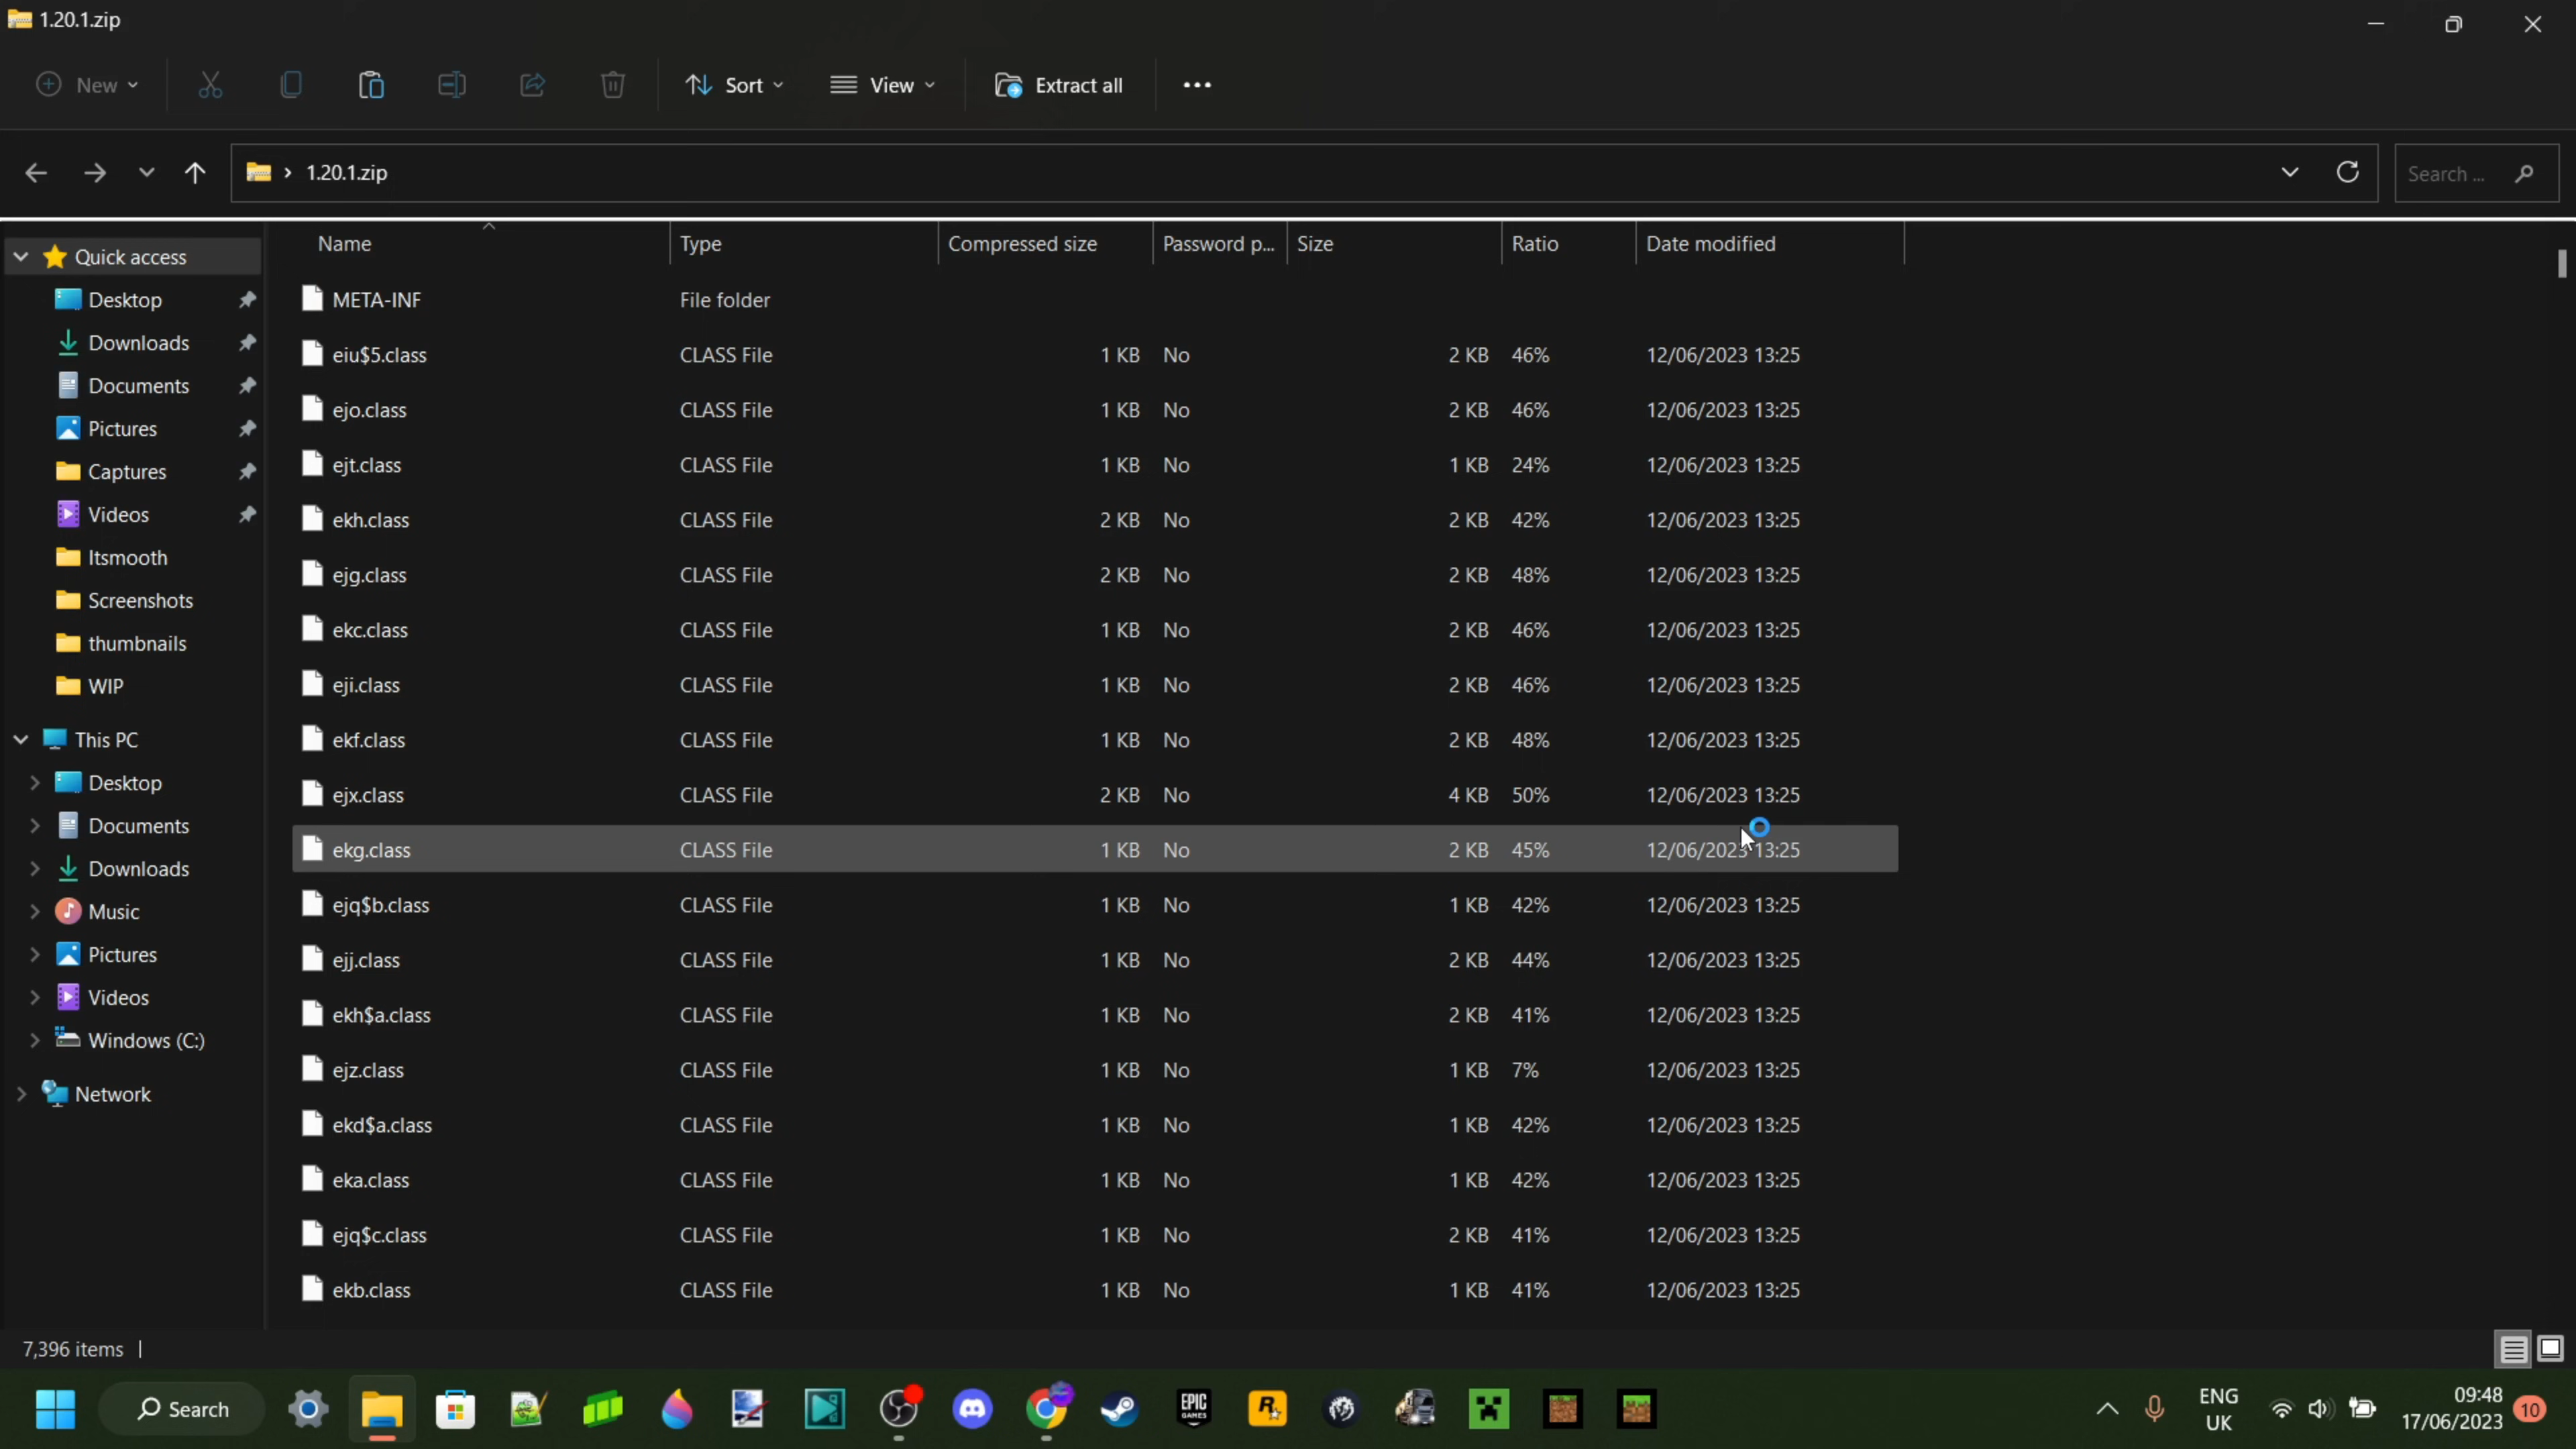 1.20.1.zip
New
Sort
View
Extract all
1.20.1.zip
Search ...
Quick access
Desktop
Downloads
Documents
Pictures
Captures
Videos
Itsmooth
Screenshots
thumbnails
WIP
This PC
Desktop
Documents
Downloads
Music
Pictures
Videos
Windows (C:)
Network
Name Type Compressed size Password p... Size Ratio Date modified
META-INF File folder
eiu$5.class CLASS File 1 KB No 2 KB 46% 12/06/2023 13:25
ejo.class CLASS File 1 KB No 2 KB 46% 12/06/2023 13:25
ejt.class CLASS File 1 KB No 1 KB 24% 12/06/2023 13:25
ekh.class CLASS File 2 KB No 2 KB 42% 12/06/2023 13:25
ejg.class CLASS File 2 KB No 2 KB 48% 12/06/2023 13:25
ekc.class CLASS File 1 KB No 2 KB 46% 12/06/2023 13:25
eji.class CLASS File 1 KB No 2 KB 46% 12/06/2023 13:25
ekf.class CLASS File 1 KB No 2 KB 48% 12/06/2023 13:25
ejx.class CLASS File 2 KB No 4 KB 50% 12/06/2023 13:25
ekg.class CLASS File 1 KB No 2 KB 45% 12/06/2023 13:25
ejq$b.class CLASS File 1 KB No 1 KB 42% 12/06/2023 13:25
ejj.class CLASS File 1 KB No 2 KB 44% 12/06/2023 13:25
ekh$a.class CLASS File 1 KB No 2 KB 41% 12/06/2023 13:25
ejz.class CLASS File 1 KB No 1 KB 7% 12/06/2023 13:25
ekd$a.class CLASS File 1 KB No 1 KB 42% 12/06/2023 13:25
eka.class CLASS File 1 KB No 1 KB 42% 12/06/2023 13:25
ejq$c.class CLASS File 1 KB No 2 KB 41% 12/06/2023 13:25
ekb.class CLASS File 1 KB No 1 KB 41% 12/06/2023 13:25
7,396 items
Search
EPIC
GAMES
R
ENG
UK
09:48
17/06/2023
10